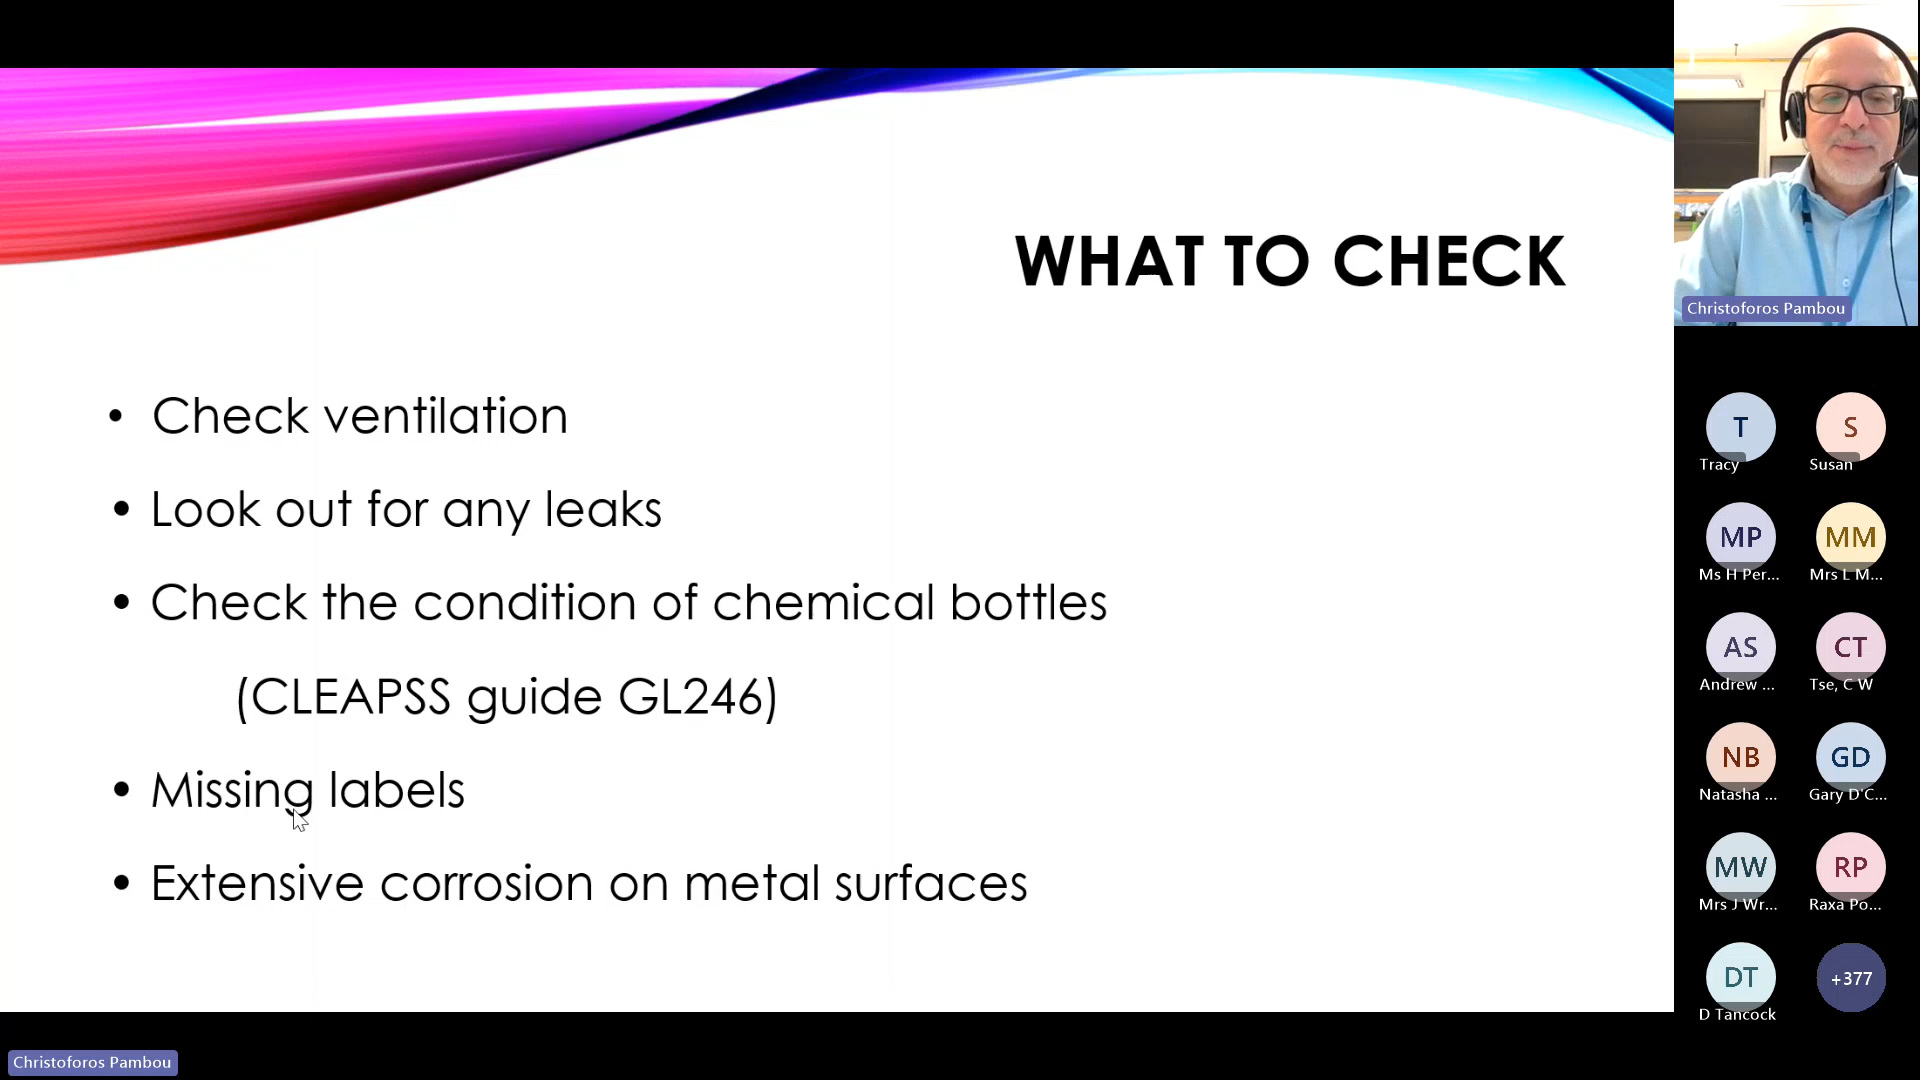 WHAT TO CHECK
• Check ventilation
• Look out for any leaks
• Check the condition of chemical bottles
(CLEAPSS guide GL246)
• Missing labels
• Extensive corrosion on metal surfaces
Christoforos Pambou
T
S
Tracy
Susan
MP
MM
Ms H Per...
Mrs L M...
AS
CT
Andrew ...
Tse, C W
NB
GD
Natasha ...
Gary D'C...
MW
RP
Mrs J Wr...
Raxa Po...
DT
+377
D Tancock
Christoforos Pambou